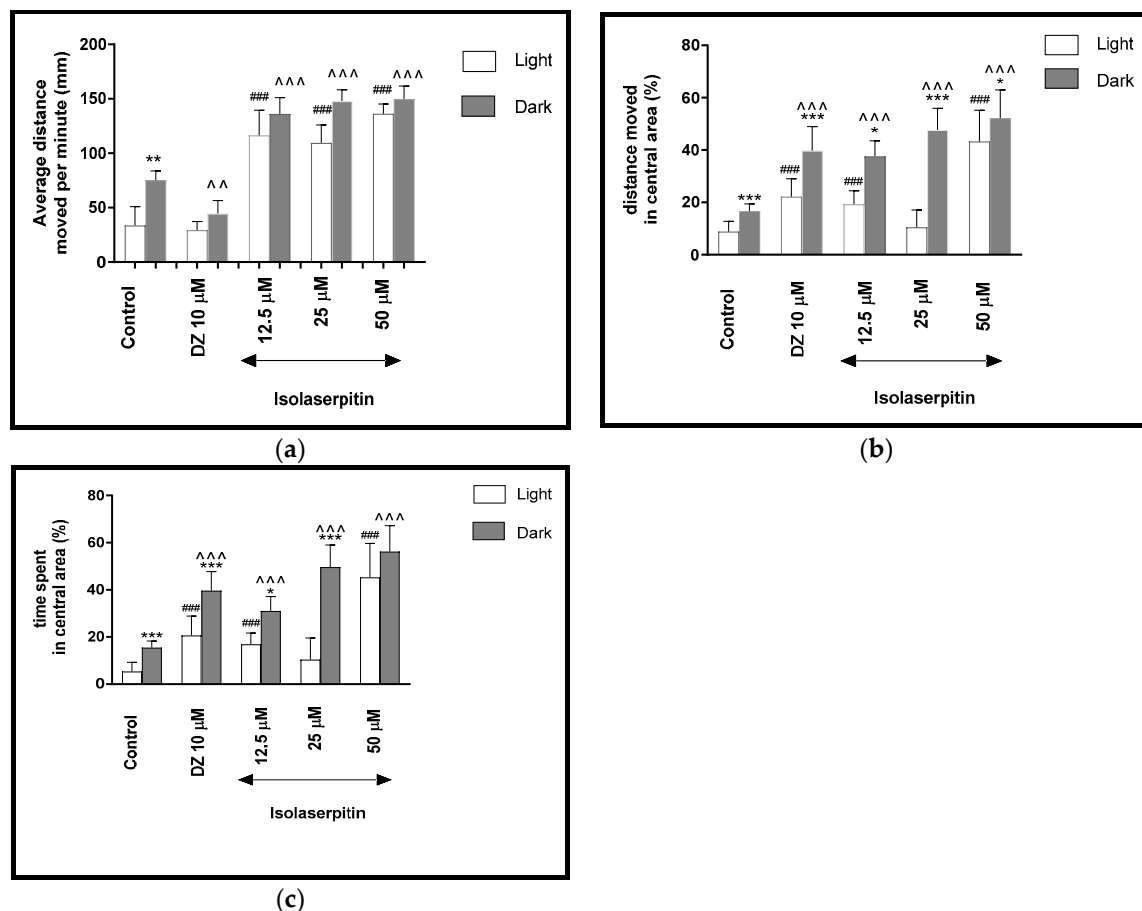 200
150
100
50
0
Average distance
moved per minute (mm)
Light
Dark
**
^^
###
^^^
###
^^^
###
^^^
Control
DZ 10 μM
12.5 μM
25 μM
50 μM
Isolaserpitin
(a)
80
60
40
20
0
distance moved
in central area (%)
Light
Dark
***
###
^^^
***
###
^^^
*
^^^
***
###
^^^
*
Control
DZ 10 μM
12.5 μM
25 μM
50 μM
Isolaserpitin
(b)
80
60
40
20
0
time spent
in central area (%)
Light
Dark
***
###
^^^
***
###
^^^
*
^^^
***
###
^^^
Control
DZ 10 μM
12.5 μM
25 μM
50 μM
Isolaserpitin
(c)